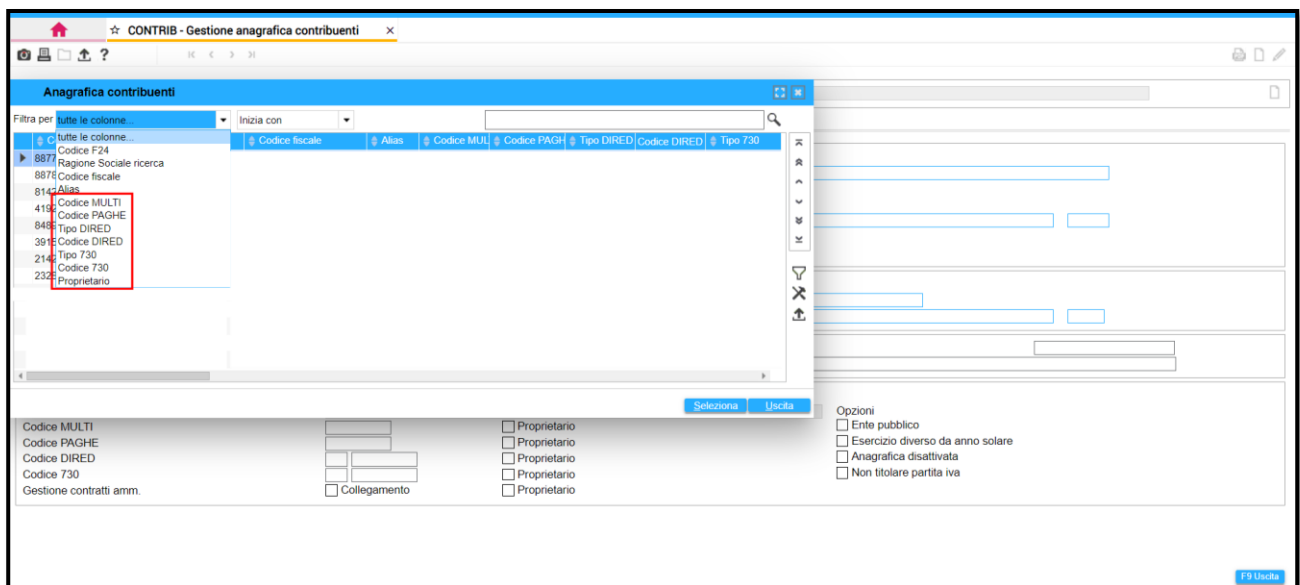 ☆ CONTRIB - Gestione anagrafica contribuenti ×
?
Anagrafica contribuenti
Filtra per tutte le colonne... Inizia con
Codice fiscale Alias Codice MUL Codice PAGH Tipo DIRED Codice DIRED Tipo 730
tutte le colonne...
Codice F24
Ragione Sociale ricerca
Codice fiscale
Alias
Codice MULTI
Codice PAGHE
Tipo DIRED
Codice DIRED
Tipo 730
Codice 730
Proprietario
Seleziona Uscita
Codice MULTI Proprietario
Codice PAGHE Proprietario
Codice DIRED Proprietario
Codice 730 Proprietario
Gestione contratti amm. Collegamento Proprietario
Opzioni
Ente pubblico
Esercizio diverso da anno solare
Anagrafica disattivata
Non titolare partita iva
F9 Uscita